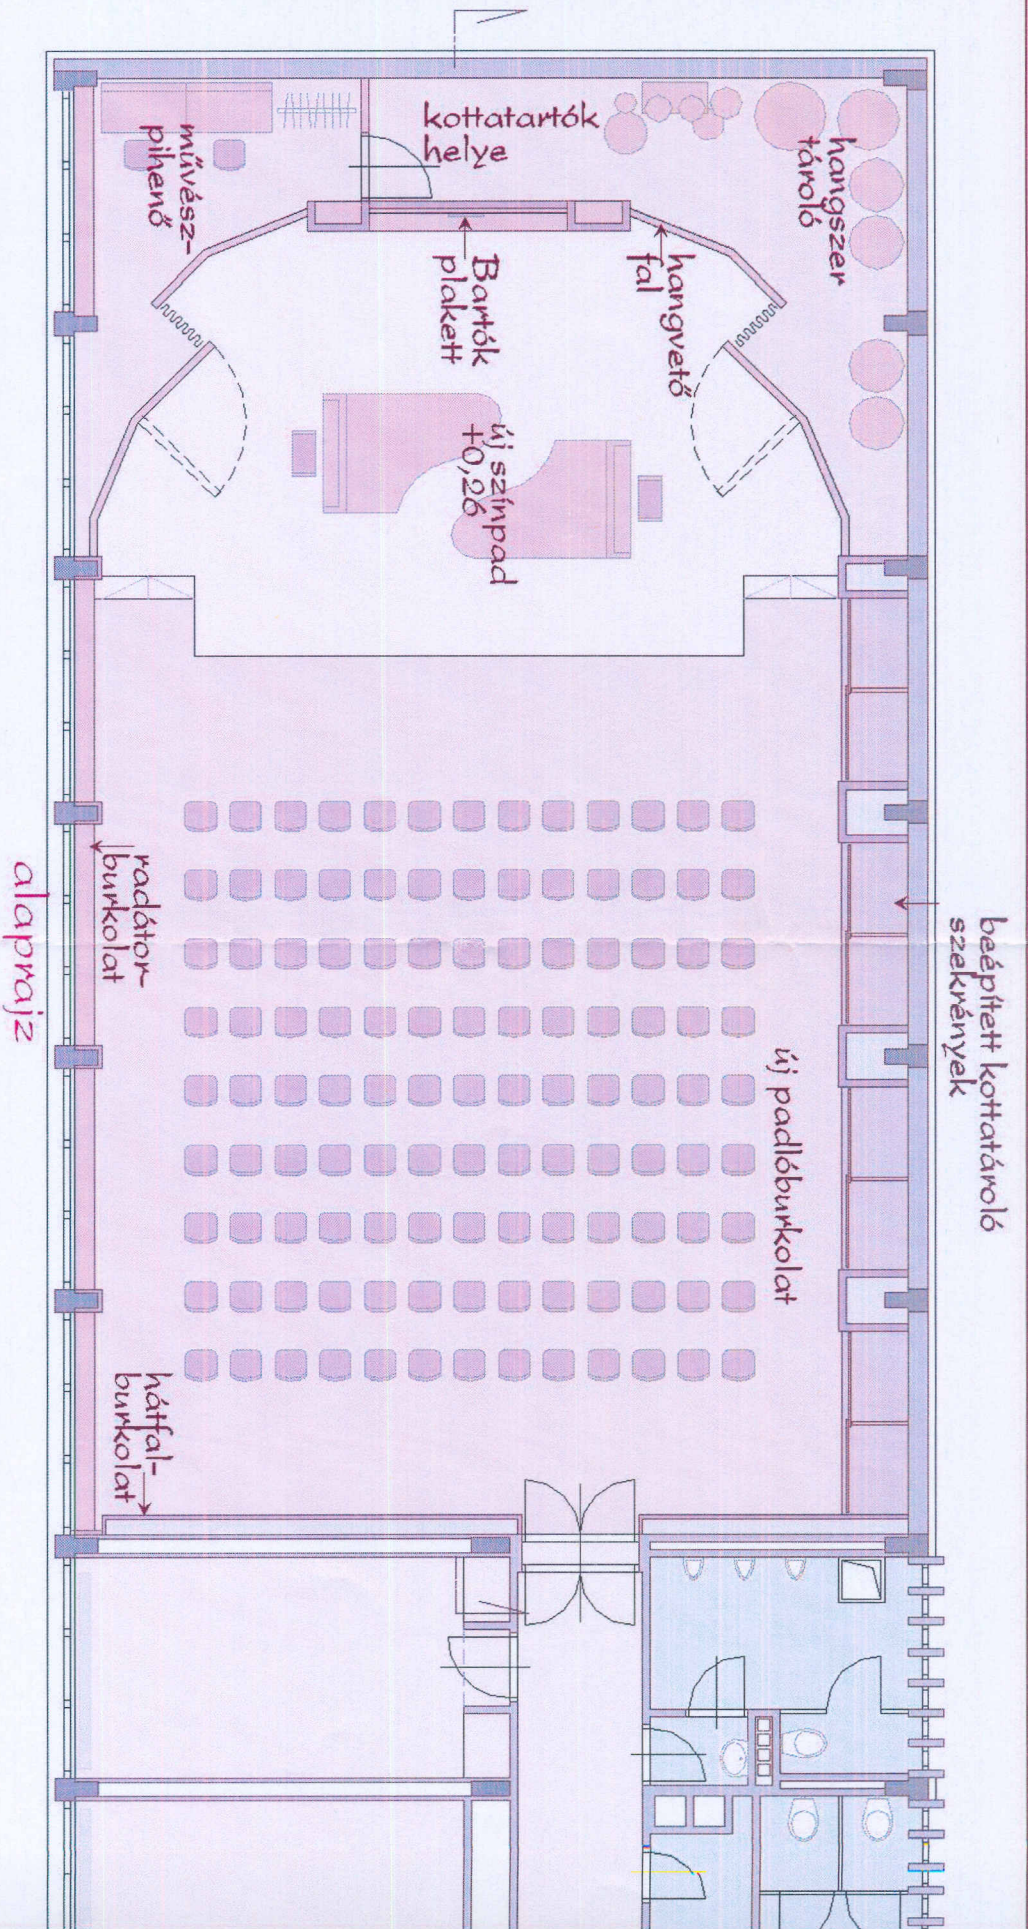 kottatartók
helye
művész-
pihenő
hangszer
tároló
Bartók
plakett
hangvető
fal
új színpad
+0,26
beépített kottatároló
szekrények
radátor-
burkolat
alaprajz
új padlóburkolat
hátfal-
burkolat